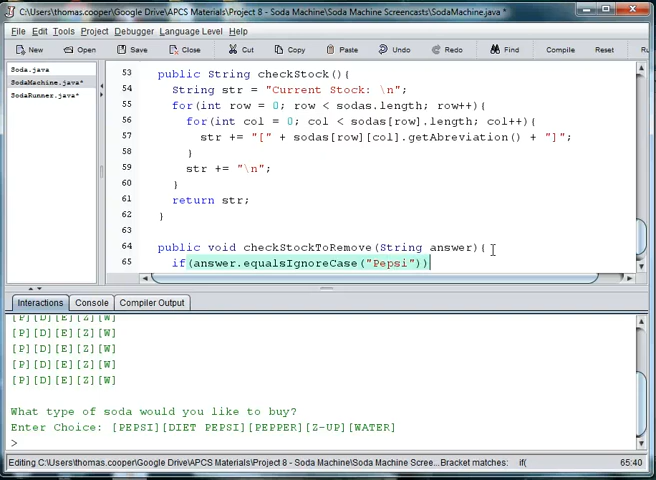 C:\Users\thomas.cooper\Google Drive\APCS Materials\Project 8 - Soda Machine\Soda Machine Screencasts\SodaMachine.java *
File Edit Tools Project Debugger Language Level Help
New Open Save Close Cut Copy Paste Undo Redo Find Compile Reset
Soda.java
SodaMachine.java*
SodaRunner.java*
53 public String checkStock(){
54 String str = "Current Stock: \n";
55 for(int row = 0; row < sodas.length; row++){
56 for(int col = 0; col < sodas[row].length; col++){
57 str += "[" + sodas[row][col].getAbreviation() + "]";
58 }
59 str += "\n";
60 }
61 return str;
62 }
63
64 public void checkStockToRemove(String answer){
65 if(answer.equalsIgnoreCase("Pepsi"))
Interactions Console Compiler Output
[P][D][E][Z][W]
[P][D][E][Z][W]
[P][D][E][Z][W]
[P][D][E][Z][W]
[P][D][E][Z][W]
What type of soda would you like to buy?
Enter Choice: [PEPSI][DIET PEPSI][PEPPER][Z-UP][WATER]
>
Editing C:\Users\thomas.cooper\Google Drive\APCS Materials\Project 8 - Soda Machine\Soda Machine Scree...Bracket matches: if( 65:40